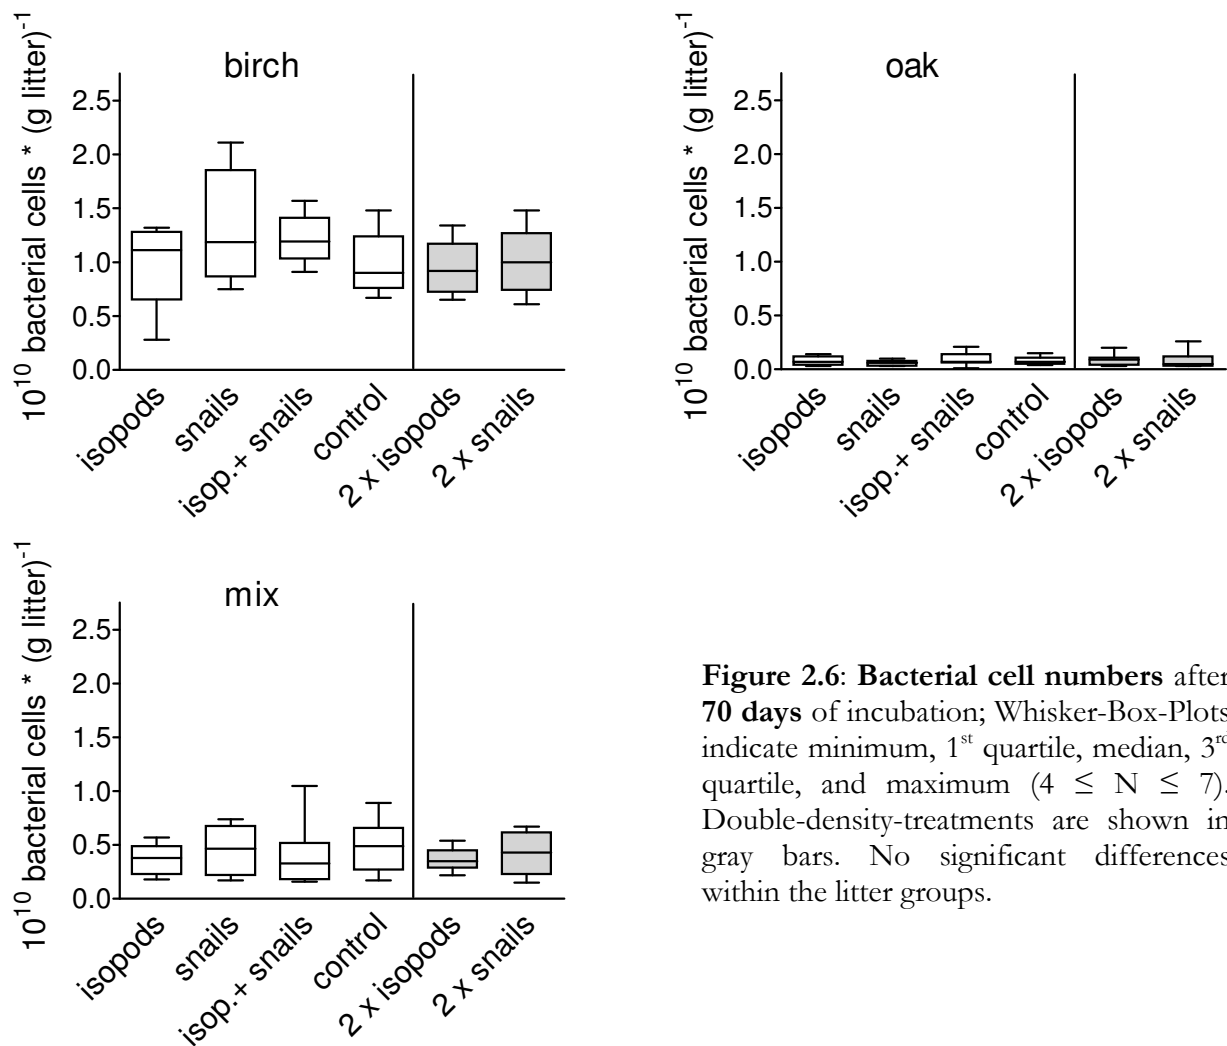 birch
10^10 bacterial cells * (g litter)^-1
2.5
2.0
1.5
1.0
0.5
0.0
isopods
snails
isop.+ snails
control
2 x isopods
2 x snails
oak
10^10 bacterial cells * (g litter)^-1
2.5
2.0
1.5
1.0
0.5
0.0
isopods
snails
isop.+ snails
control
2 x isopods
2 x snails
mix
10^10 bacterial cells * (g litter)^-1
2.5
2.0
1.5
1.0
0.5
0.0
isopods
snails
isop.+ snails
control
2 x isopods
2 x snails
Figure 2.6: Bacterial cell numbers after
70 days of incubation; Whisker-Box-Plots
indicate minimum, 1st quartile, median, 3rd
quartile, and maximum (4 ≤ N ≤ 7).
Double-density-treatments are shown in
gray bars. No significant differences
within the litter groups.